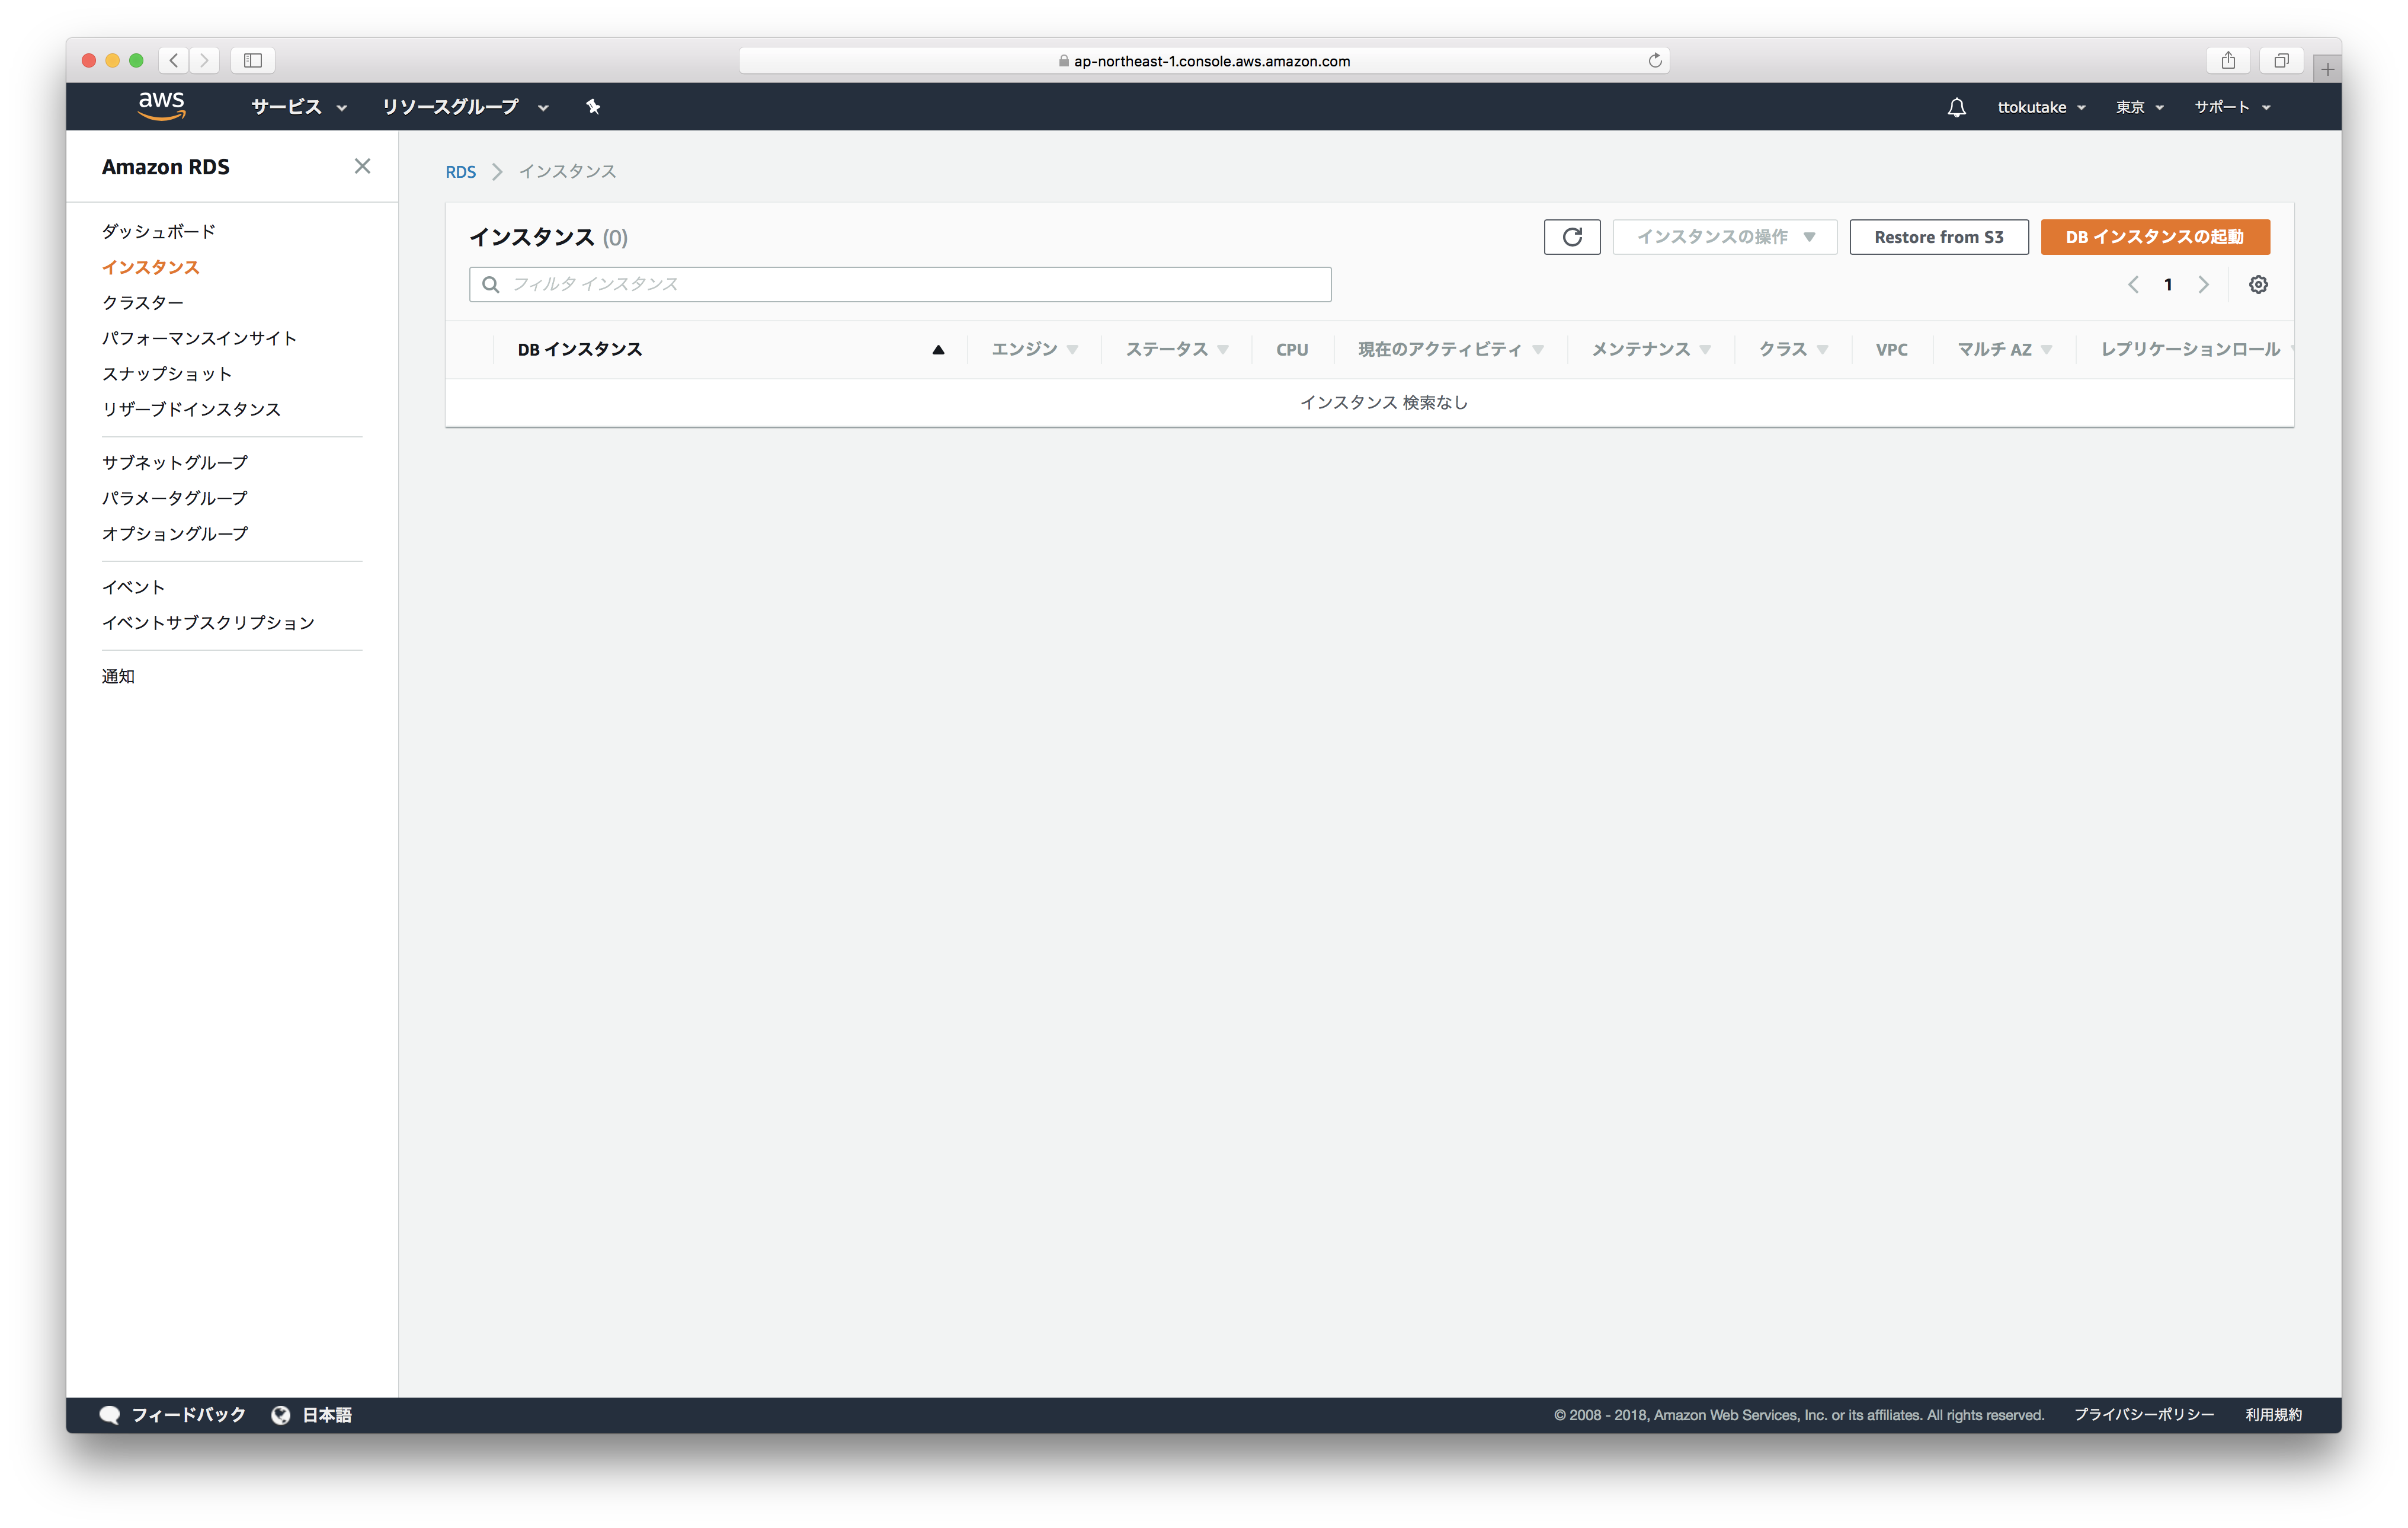 ap-northeast-1.console.aws.amazon.com
aws サービス リソースグループ ttokutake 東京 サポート
Amazon RDS
ダッシュボード
インスタンス
クラスター
パフォーマンスインサイト
スナップショット
リザーブドインスタンス
サブネットグループ
パラメータグループ
オプショングループ
イベント
イベントサブスクリプション
通知
RDS インスタンス
インスタンス (0) インスタンスの操作 Restore from S3 DB インスタンスの起動
フィルタ インスタンス 1
DB インスタンス エンジン ステータス CPU 現在のアクティビティ メンテナンス クラス VPC マルチ AZ レプリケーションロール
インスタンス 検索なし
フィードバック 日本語 © 2008 - 2018, Amazon Web Services, Inc. or its affiliates. All rights reserved. プライバシーポリシー 利用規約